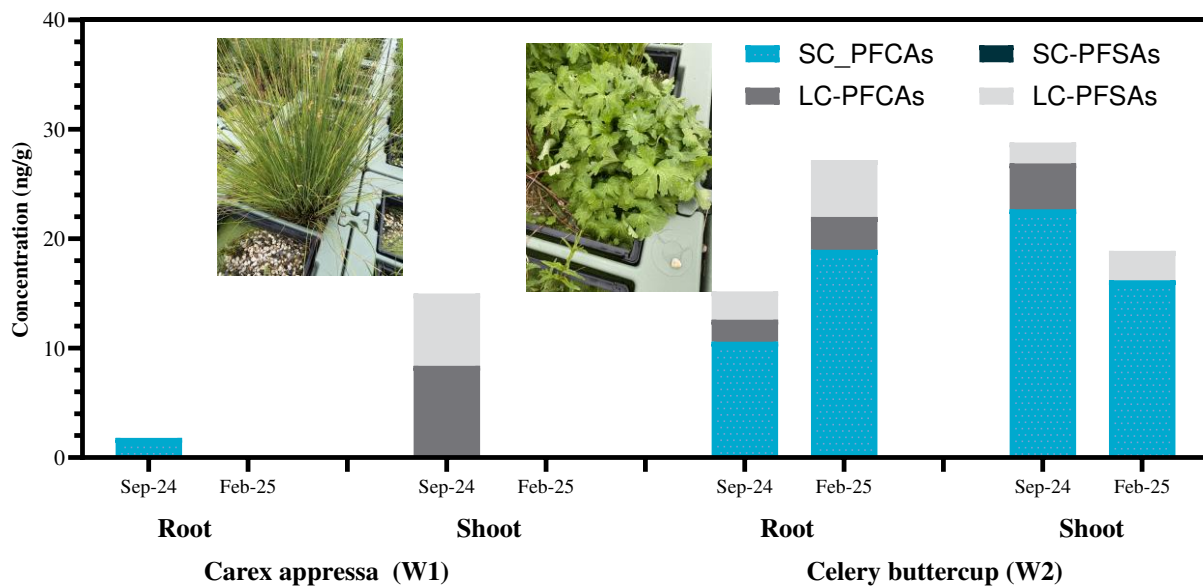 40
30
20
10
0
Concentration (ng/g)
SC_PFCAs
SC-PFSAs
LC-PFCAs
LC-PFSAs
Sep-24 Feb-25 Sep-24 Feb-25 Sep-24 Feb-25 Sep-24 Feb-25
Root Shoot Root Shoot
Carex appressa (W1) Celery buttercup (W2)